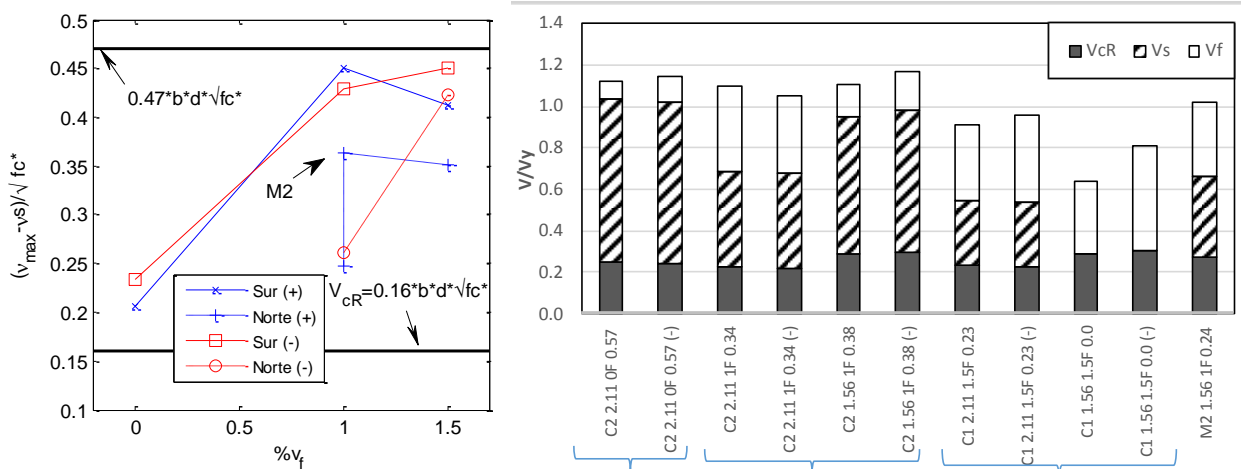 0.5
0.45
0.4
0.35
0.3
0.25
0.2
0.15
0.1
(νmax-νs)/√ fc*
0.47*b*d*√fc*
M2
VcR=0.16*b*d*√fc*
Sur (+)
Norte (+)
Sur (-)
Norte (-)
0
0.5
1
1.5
%vf
1.4
1.2
1.0
0.8
0.6
0.4
0.2
0.0
v/vy
VcR
Vs
Vf
C2 2.11 0F 0.57
C2 2.11 0F 0.57 (-)
C2 2.11 1F 0.34
C2 2.11 1F 0.34 (-)
C2 1.56 1F 0.38
C2 1.56 1F 0.38 (-)
C1 2.11 1.5F 0.23
C1 2.11 1.5F 0.23 (-)
C1 1.56 1.5F 0.0
C1 1.56 1.5F 0.0 (-)
M2 1.56 1F 0.24